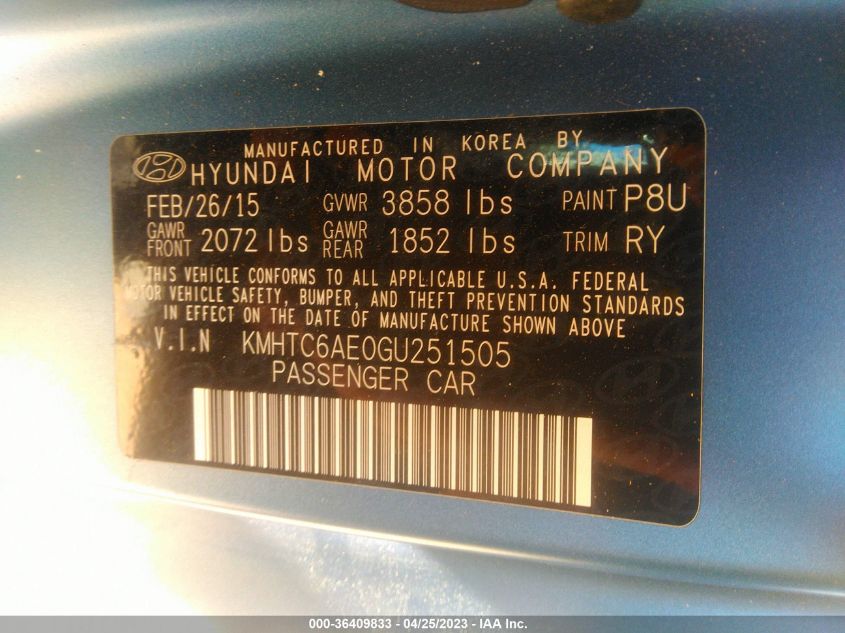 MANUFACTURED IN KOREA BY
HYUNDAI MOTOR COMPANY
FEB/26/15 GVWR 3858 lbs PAINT P8U
GAWR FRONT 2072 lbs GAWR REAR 1852 lbs TRIM RY
THIS VEHICLE CONFORMS TO ALL APPLICABLE U.S.A. FEDERAL
MOTOR VEHICLE SAFETY, BUMPER, AND THEFT PREVENTION STANDARDS
IN EFFECT ON THE DATE OF MANUFACTURE SHOWN ABOVE
V.I.N KMHTC6AE0GU251505
PASSENGER CAR
000-36409833 - 04/25/2023 - IAA Inc.